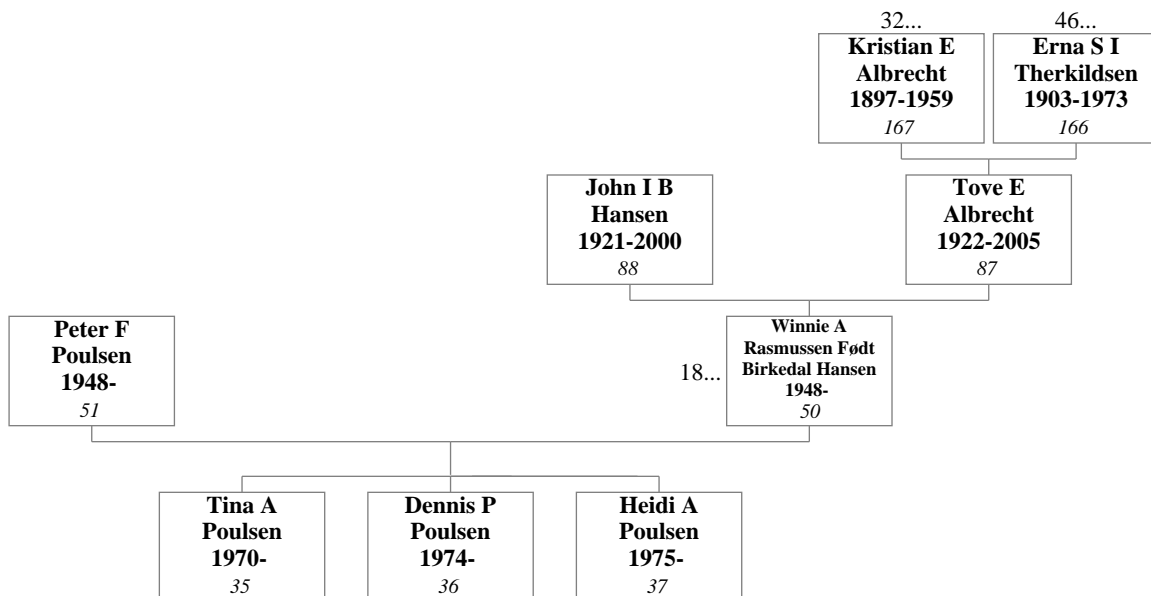 32...
46...
Kristian E
Albrecht
1897-1959
167
Erna S I
Therkildsen
1903-1973
166
John I B
Hansen
1921-2000
88
Tove E
Albrecht
1922-2005
87
Peter F
Poulsen
1948-
51
18...
Winnie A
Rasmussen Født
Birkedal Hansen
1948-
50
Tina A
Poulsen
1970-
35
Dennis P
Poulsen
1974-
36
Heidi A
Poulsen
1975-
37